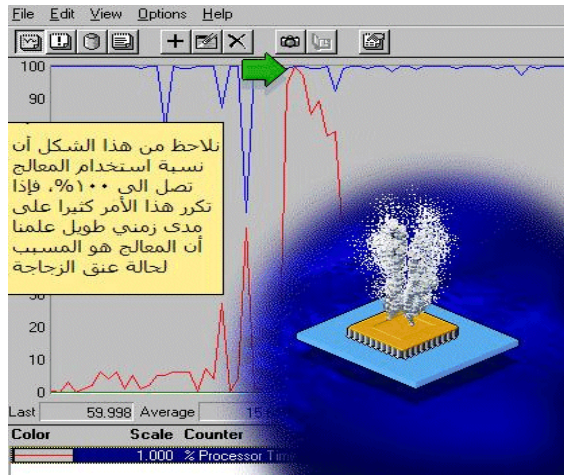 File Edit View Options Help
100
90
نلاحظ من هذا الشكل أن
نسبة استخدام المعالج
تصل الى ١٠٠%، فإذا
تكرر هذا الأمر كثيرا على
مدى زمني طويل علمنا
أن المعالج هو المسبب
لحالة عنق الزجاجة
20
10
0
Last 59.998 Average
Color Scale Counter
1.000 % Processor Time